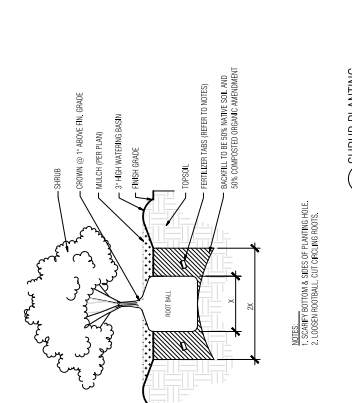 SHRUB
CROWN @ 1" ABOVE FIN. GRADE
MULCH (PER PLAN)
3" HIGH WATERING BASIN
FINISH GRADE
TOPSOIL
FERTILIZER TABS (REFER TO NOTES)
BACKFILL TO BE 50% NATIVE SOIL AND
50% COMPOSTED ORGANIC AMENDMENT
ROOT BALL
X
2X
NOTES:
1. SCARIFY BOTTOM & SIDES OF PLANTING HOLE.
2. LOOSEN ROOTBALL, CUT CIRCLING ROOTS.
SHRUB PLANTING